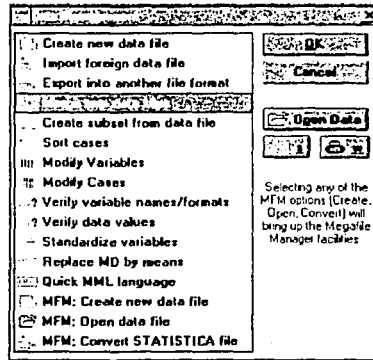 Create new data file
Import foreign data file
Export into another file format
Create subset from data file
Sort cases
Modify Variables
Modify Cases
Verify variable names/formats
Verify data values
Standardize variables
Replace MD by means
Quick MML language
MFM: Create new data file
MFM: Open data file
MFM: Convert STATISTICA file
OK
Cancel
Open Data
Selecting any of the
MFM options (Create,
Open, Convert) will
bring up the Megafile
Manager facilities